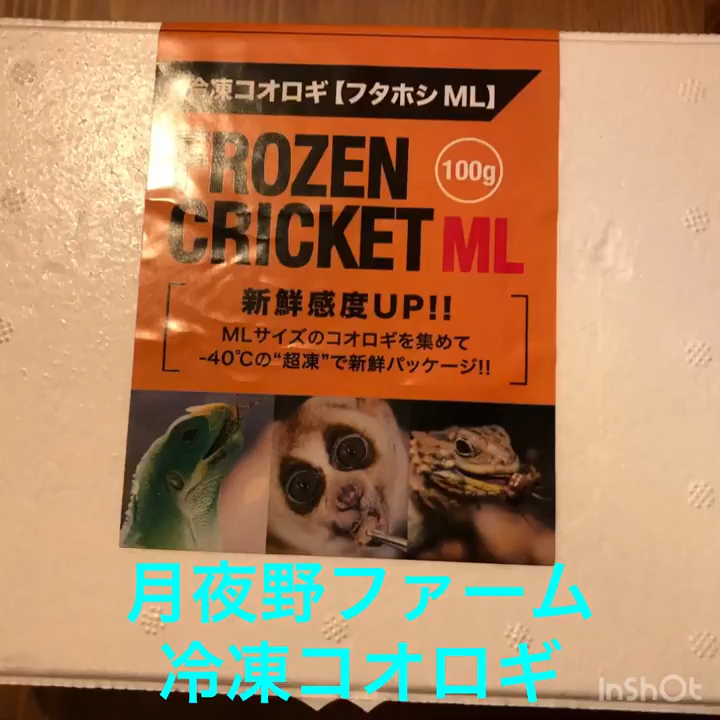 冷凍コオロギ【フタホシML】
FROZEN
100g
CRICKET ML
新鮮感度UP!!
MLサイズのコオロギを集めて
-40℃の“超凍”で新鮮パッケージ!!
月夜野ファーム
冷凍コオロギ
InShOt